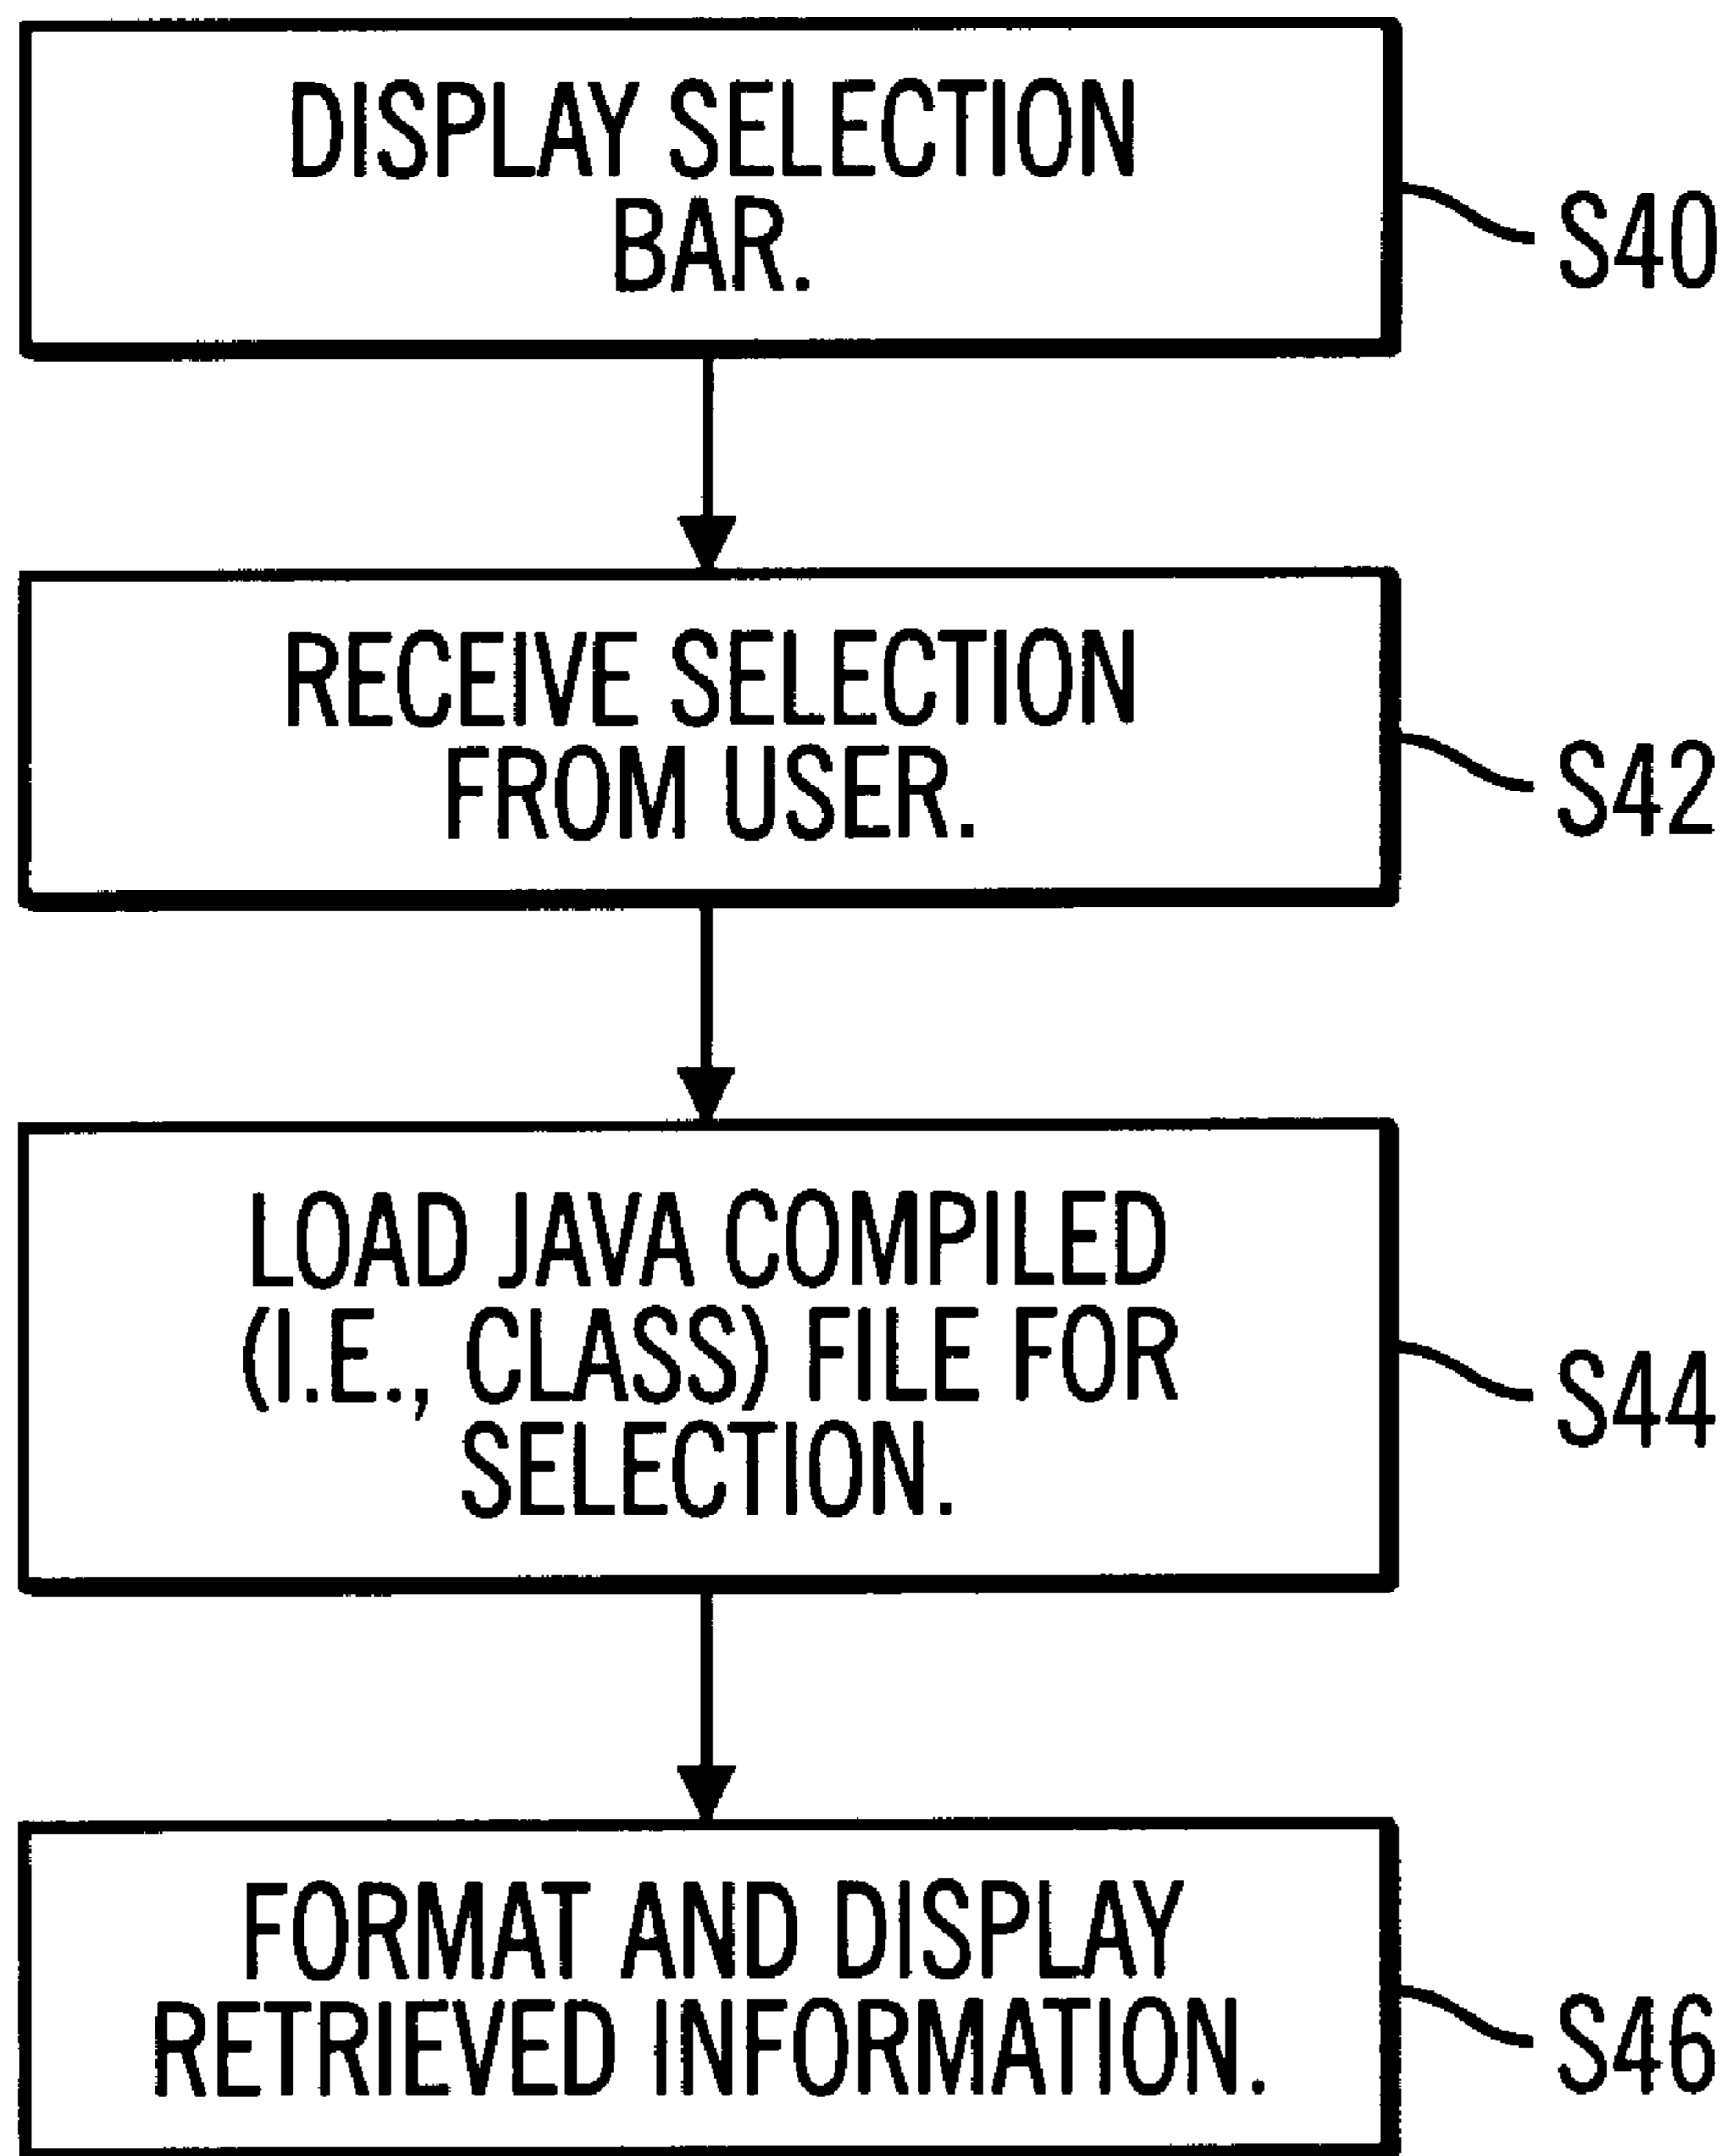 DISPLAY SELECTION
BAR.
S40
RECEIVE SELECTION
FROM USER.
S42
LOAD JAVA COMPILED
(I.E., CLASS) FILE FOR
SELECTION.
S44
FORMAT AND DISPLAY
RETRIEVED INFORMATION.
S46